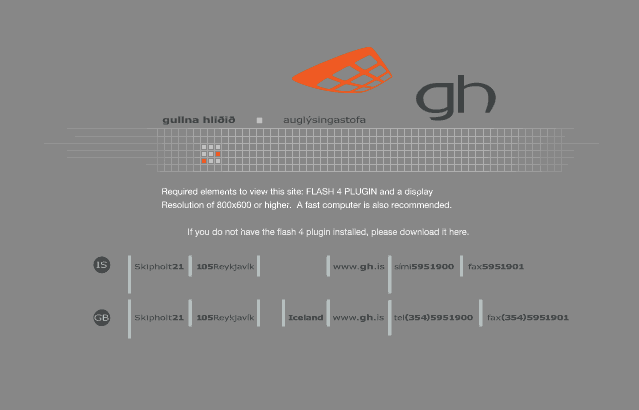 gh
gullna hliðið auglýsingastofa
Required elements to view this site: FLASH 4 PLUGIN and a display
Resolution of 800x600 or higher. A fast computer is also recommended.
If you do not have the flash 4 plugin installed, please download it here.
IS Skipholt21 105Reykjavík www.gh.is sími5951900 fax5951901
GB Skipholt21 105Reykjavík Iceland www.gh.is tel(354)5951900 fax(354)5951901